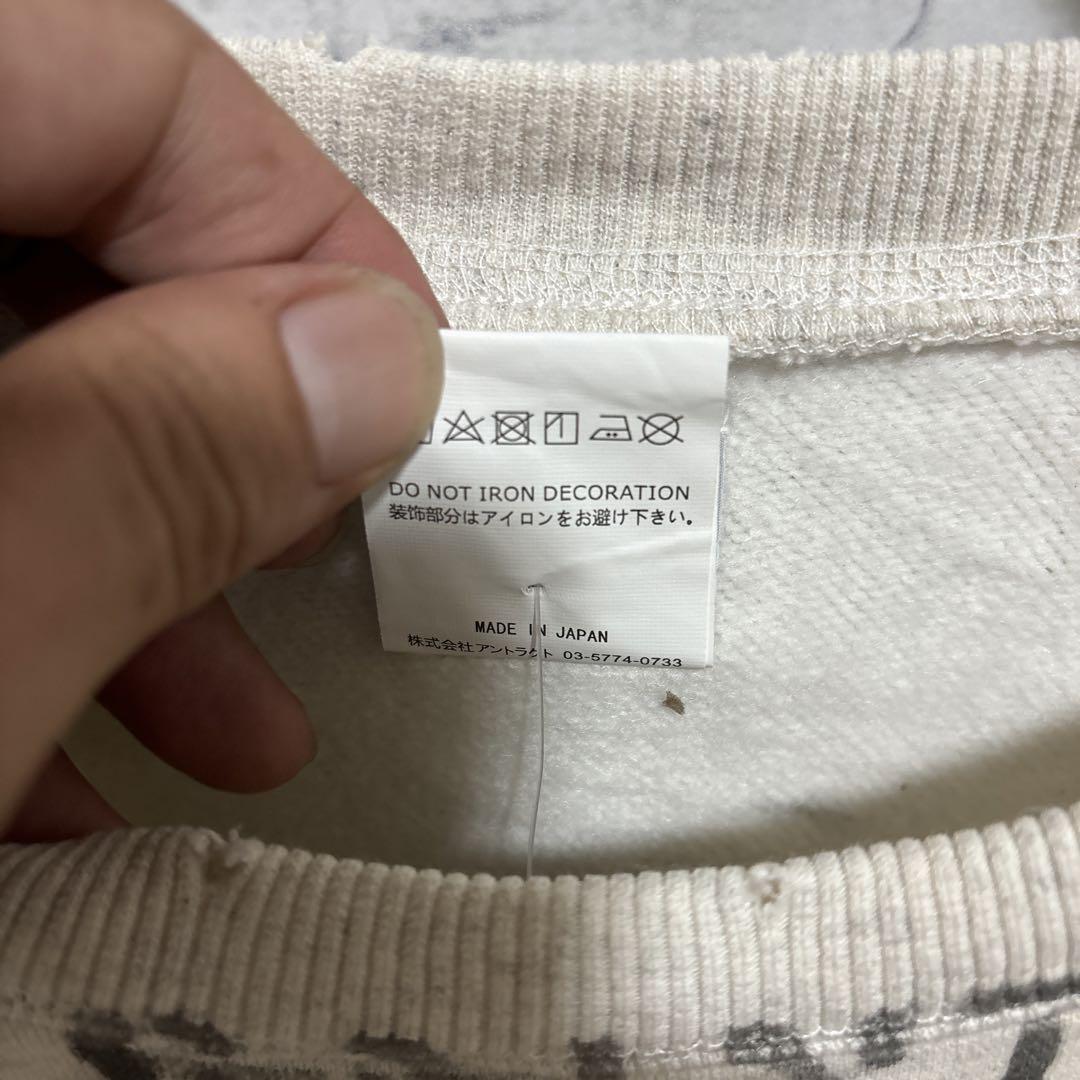 DO NOT IRON DECORATION
装飾部分はアイロンをお避け下さい。
MADE IN JAPAN
株式会社アントラクト 03-5774-0733